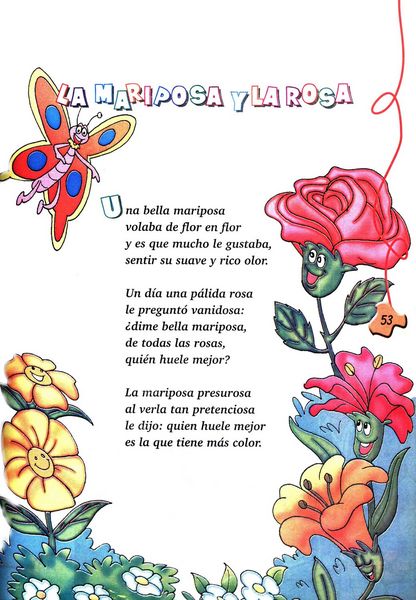 LA MARIPOSA Y LA ROSA
Una bella mariposa
volaba de flor en flor
y es que mucho le gustaba,
sentir su suave y rico olor.
Un día una pálida rosa
le preguntó vanidosa:
¿dime bella mariposa,
de todas las rosas,
quién huele mejor?
La mariposa presurosa
al verla tan pretenciosa
le dijo: quien huele mejor
es la que tiene más color.
53